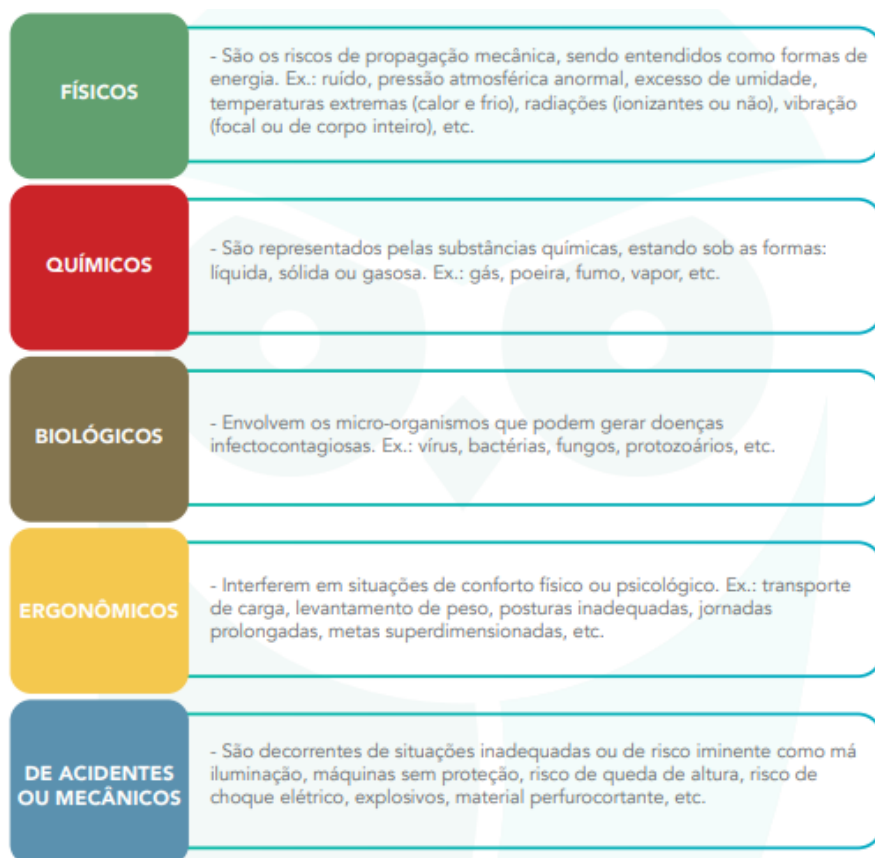 FÍSICOS
- São os riscos de propagação mecânica, sendo entendidos como formas de
energia. Ex.: ruído, pressão atmosférica anormal, excesso de umidade,
temperaturas extremas (calor e frio), radiações (ionizantes ou não), vibração
(focal ou de corpo inteiro), etc.
QUÍMICOS
- São representados pelas substâncias químicas, estando sob as formas:
líquida, sólida ou gasosa. Ex.: gás, poeira, fumo, vapor, etc.
BIOLÓGICOS
- Envolvem os micro-organismos que podem gerar doenças
infectocontagiosas. Ex.: vírus, bactérias, fungos, protozoários, etc.
ERGONÔMICOS
- Interferem em situações de conforto físico ou psicológico. Ex.: transporte
de carga, levantamento de peso, posturas inadequadas, jornadas
prolongadas, metas superdimensionadas, etc.
DE ACIDENTES
OU MECÂNICOS
- São decorrentes de situações inadequadas ou de risco iminente como má
iluminação, máquinas sem proteção, risco de queda de altura, risco de
choque elétrico, explosivos, material perfurocortante, etc.